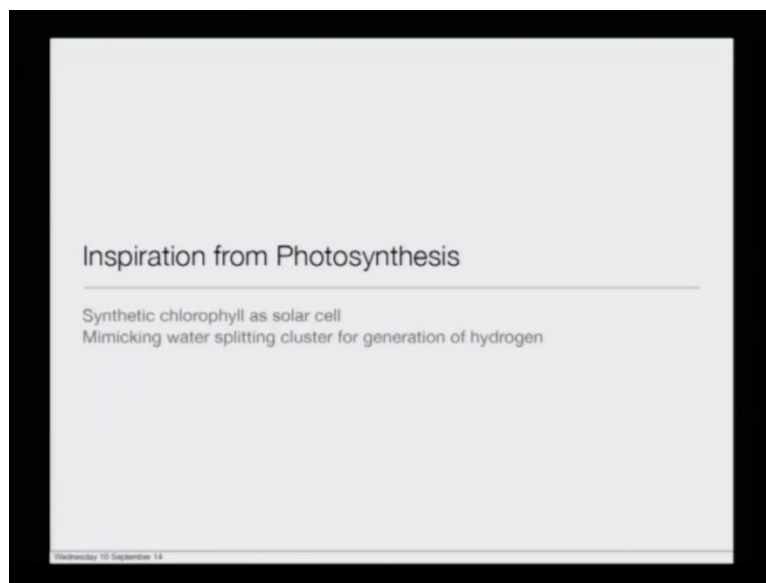 Inspiration from Photosynthesis
Synthetic chlorophyll as solar cell
Mimicking water splitting cluster for generation of hydrogen
Wednesday 10 September 14